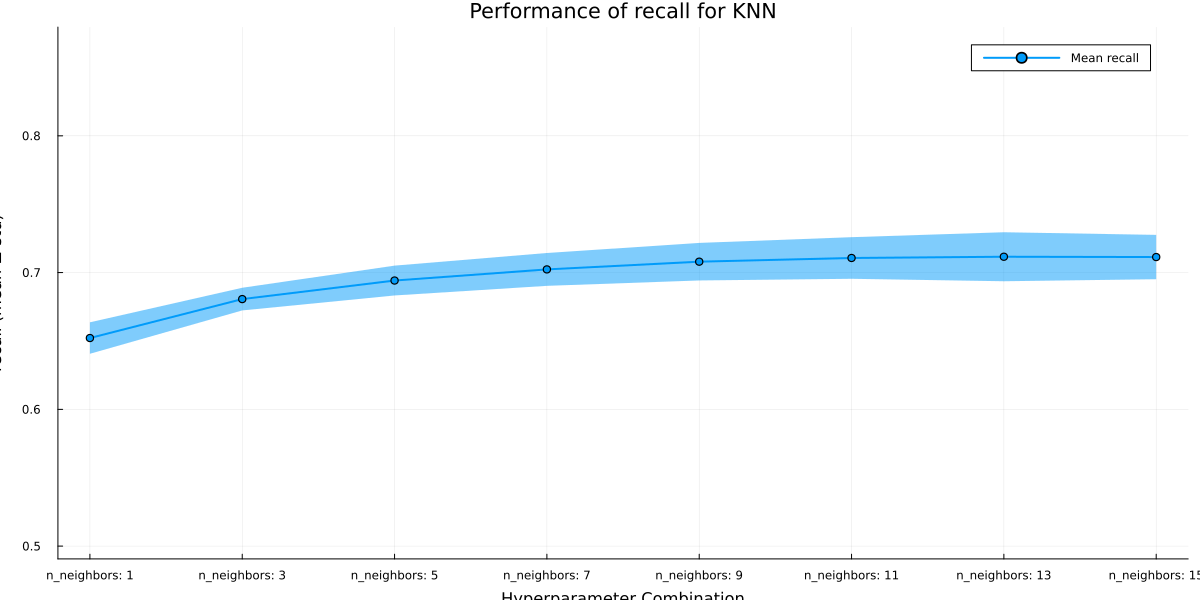 Performance of recall for KNN
Mean recall
0.8
0.7
0.6
0.5
n_neighbors: 1 n_neighbors: 3 n_neighbors: 5 n_neighbors: 7 n_neighbors: 9 n_neighbors: 11 n_neighbors: 13 n_neighbors: 15
Hyperparameter Combination